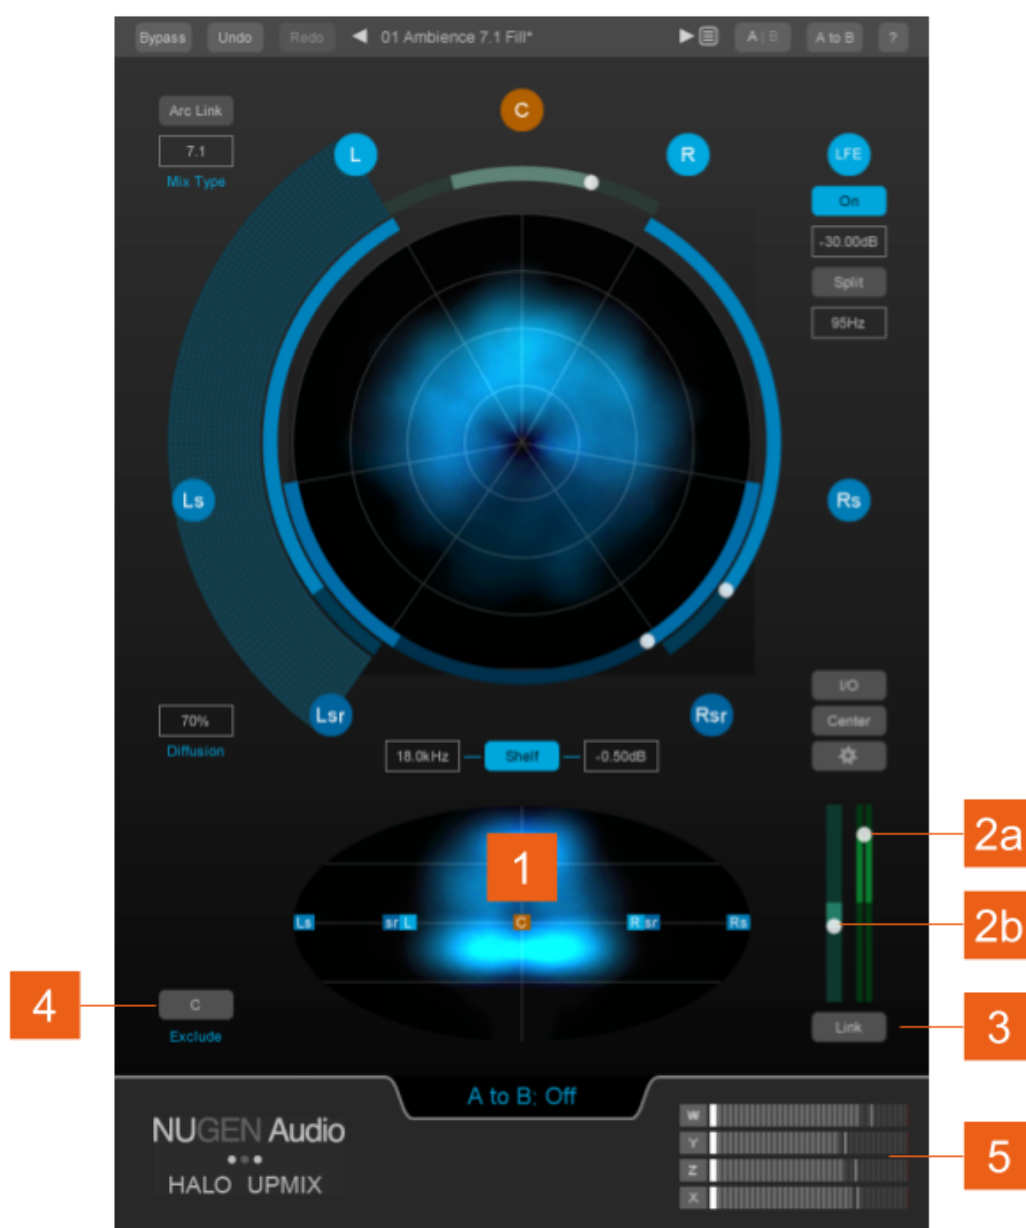 Bypass Undo Redo ◀ 01 Ambience 7.1 Fill* ▶ A | B A to B ?
Arc Link
C
7.1
L R LFE
Mix Type
On
-30.00dB
Split
95Hz
Ls Rs
I/O
70%
Lsr Rsr
Center
Diffusion
18.0kHz Shelf -0.50dB
2a
1
Ls sr L C R sr Rs
2b
4
C
3
Link
Exclude
A to B: Off
NUGEN Audio
HALO UPMIX
W
Y
5
Z
X